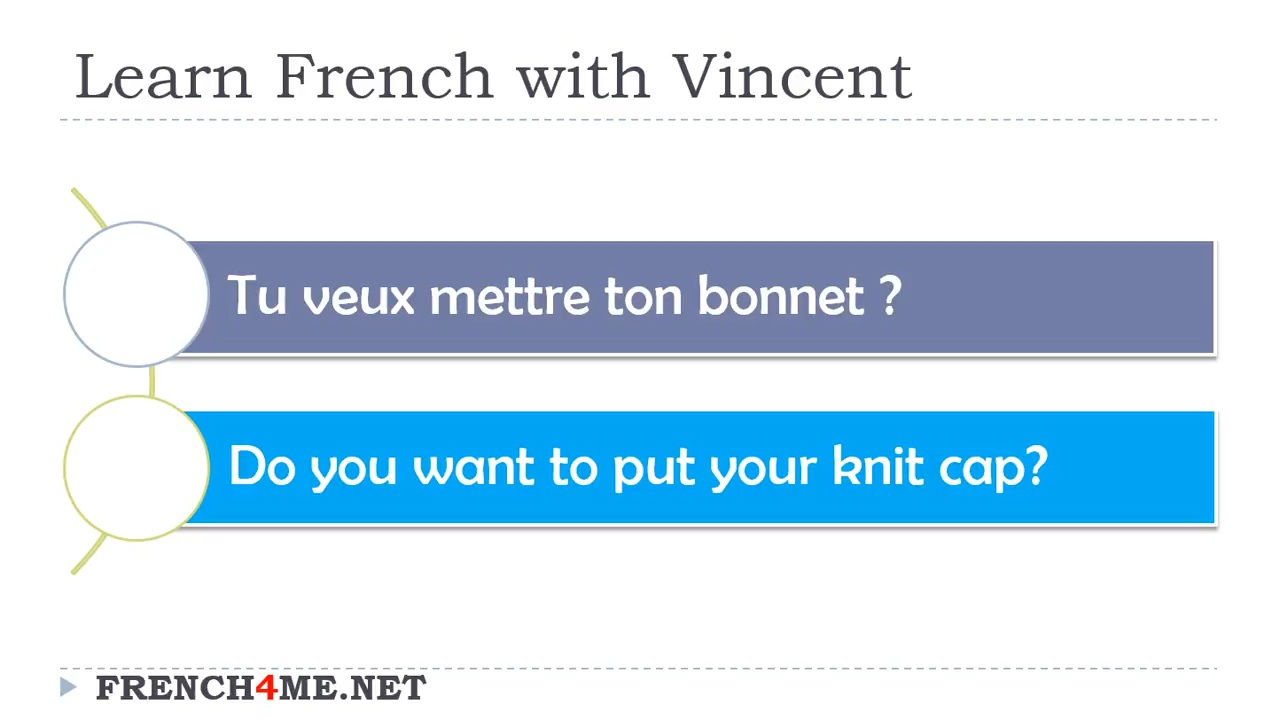 Learn French with Vincent
Tu veux mettre ton bonnet ?
Do you want to put your knit cap?
FRENCH4ME.NET